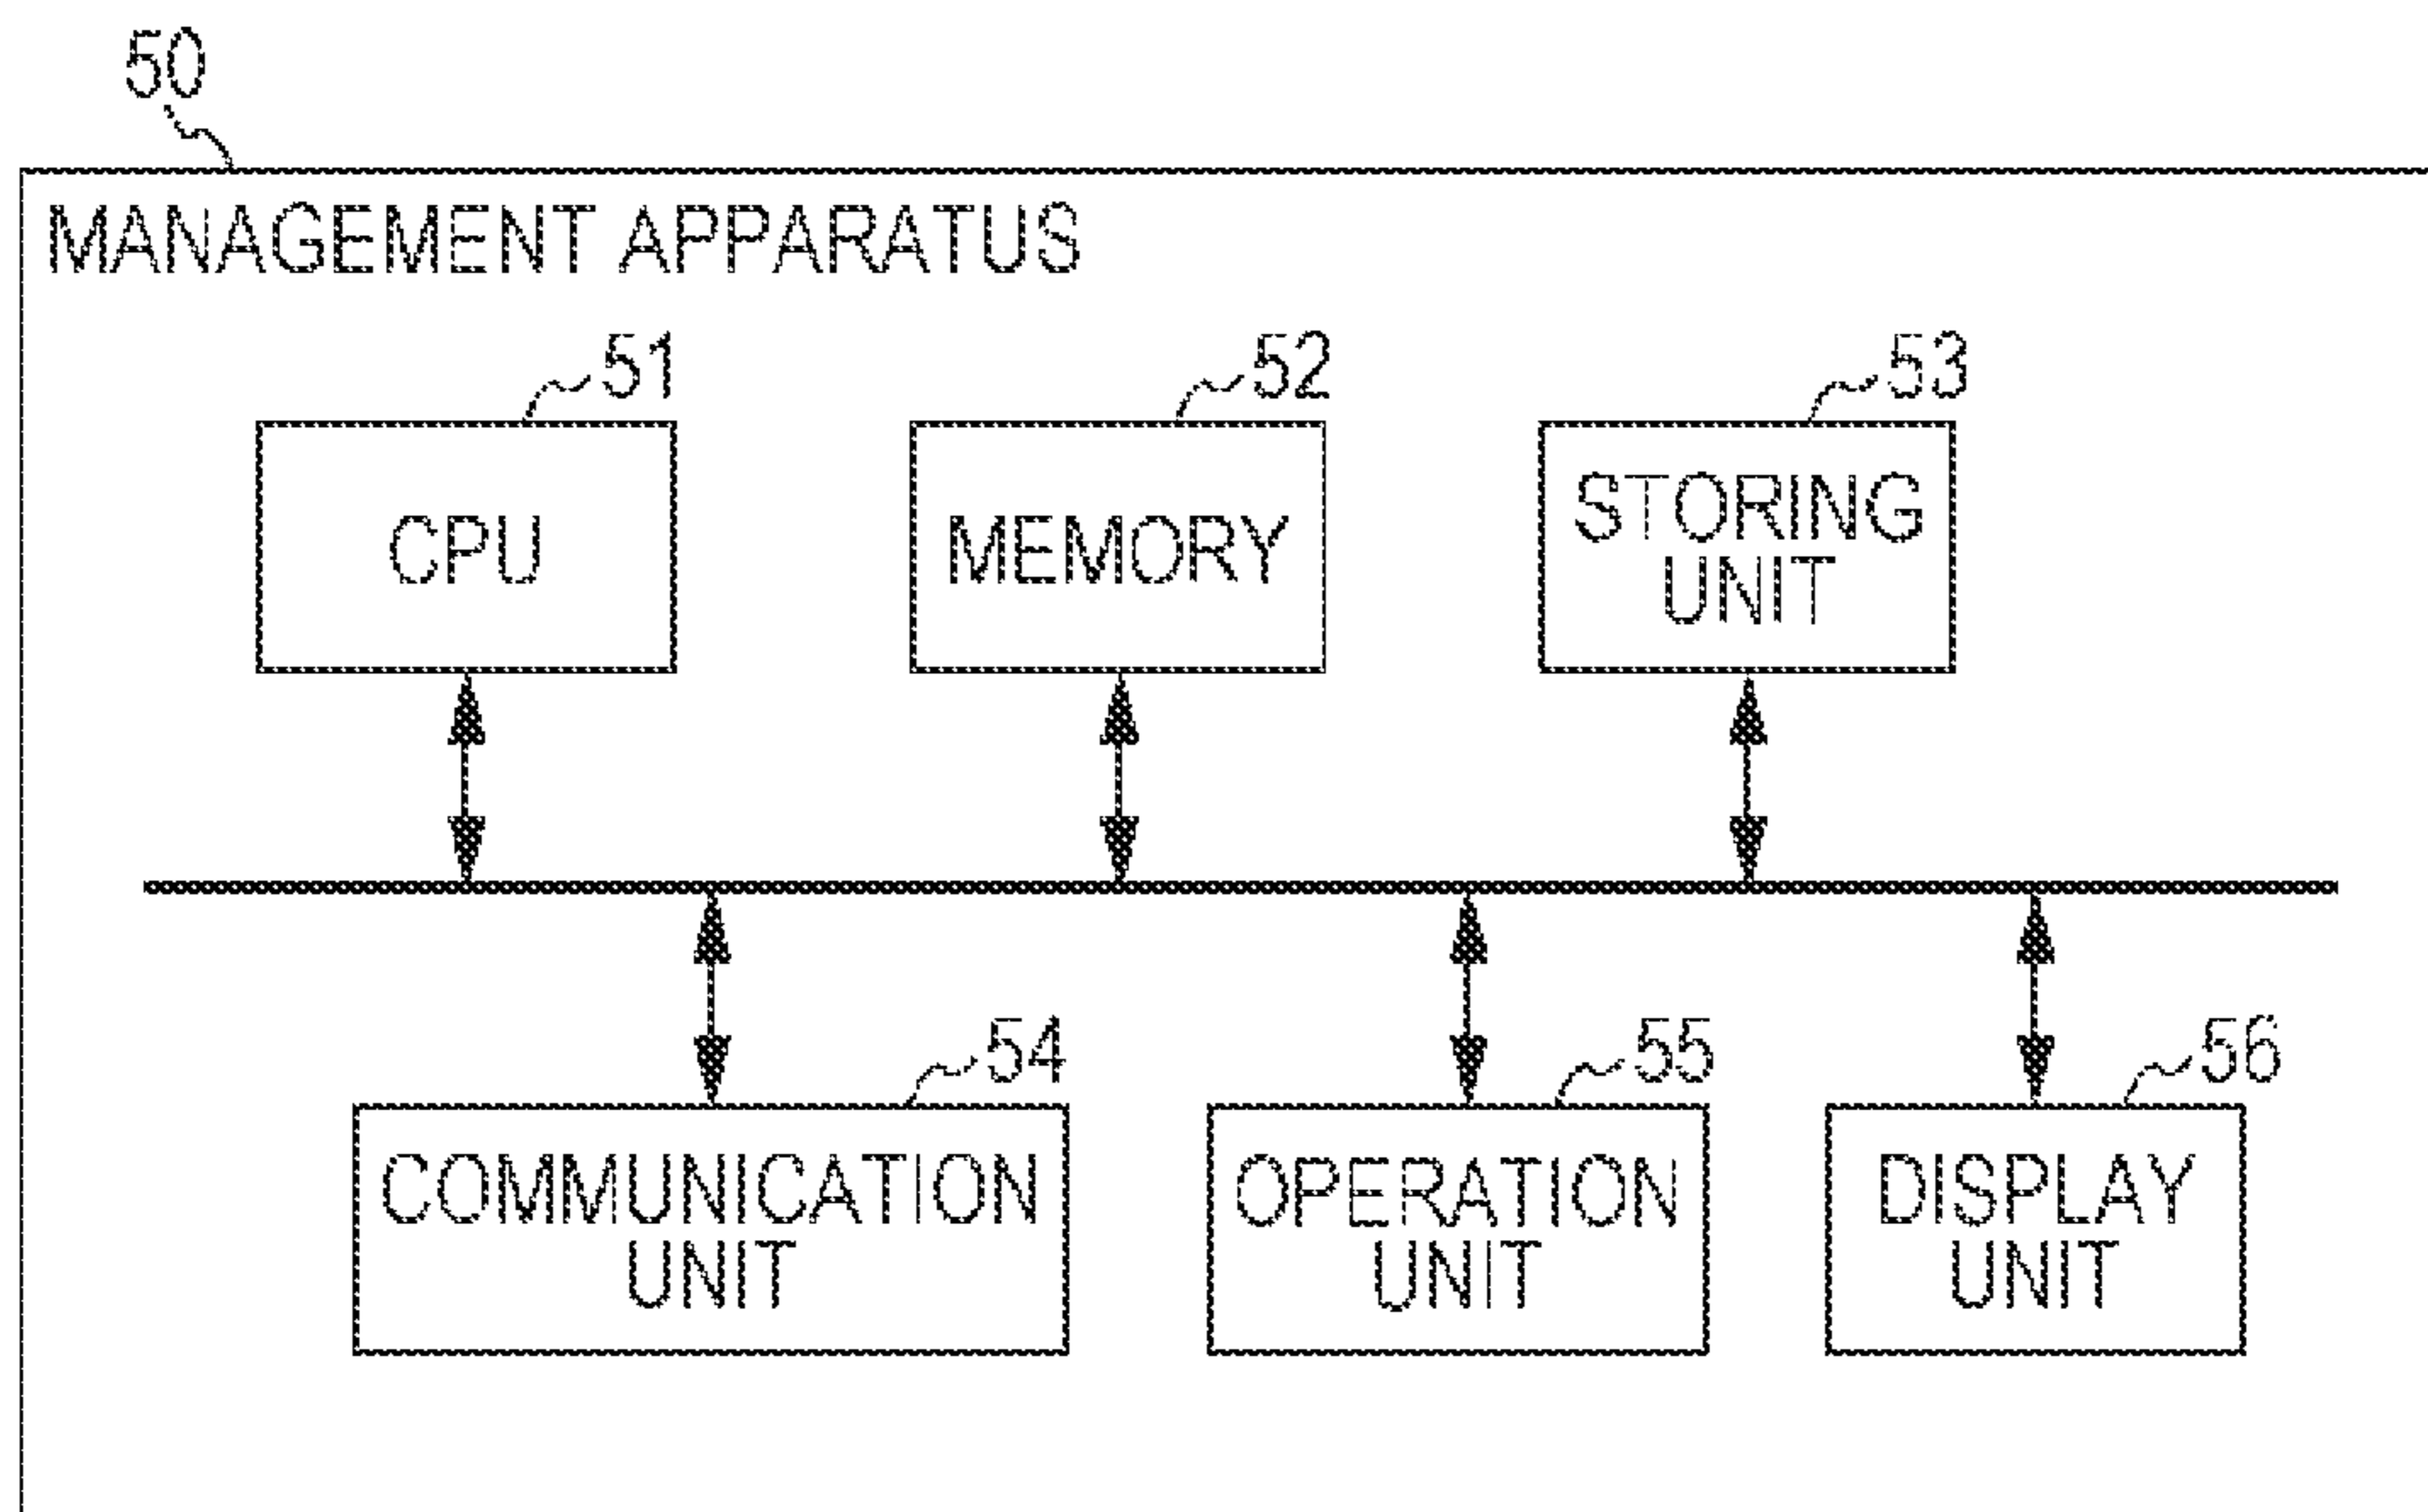 50
MANAGEMENT APPARATUS
51
52
53
CPU
MEMORY
STORING
UNIT
54
55
56
COMMUNICATION
UNIT
OPERATION
UNIT
DISPLAY
UNIT